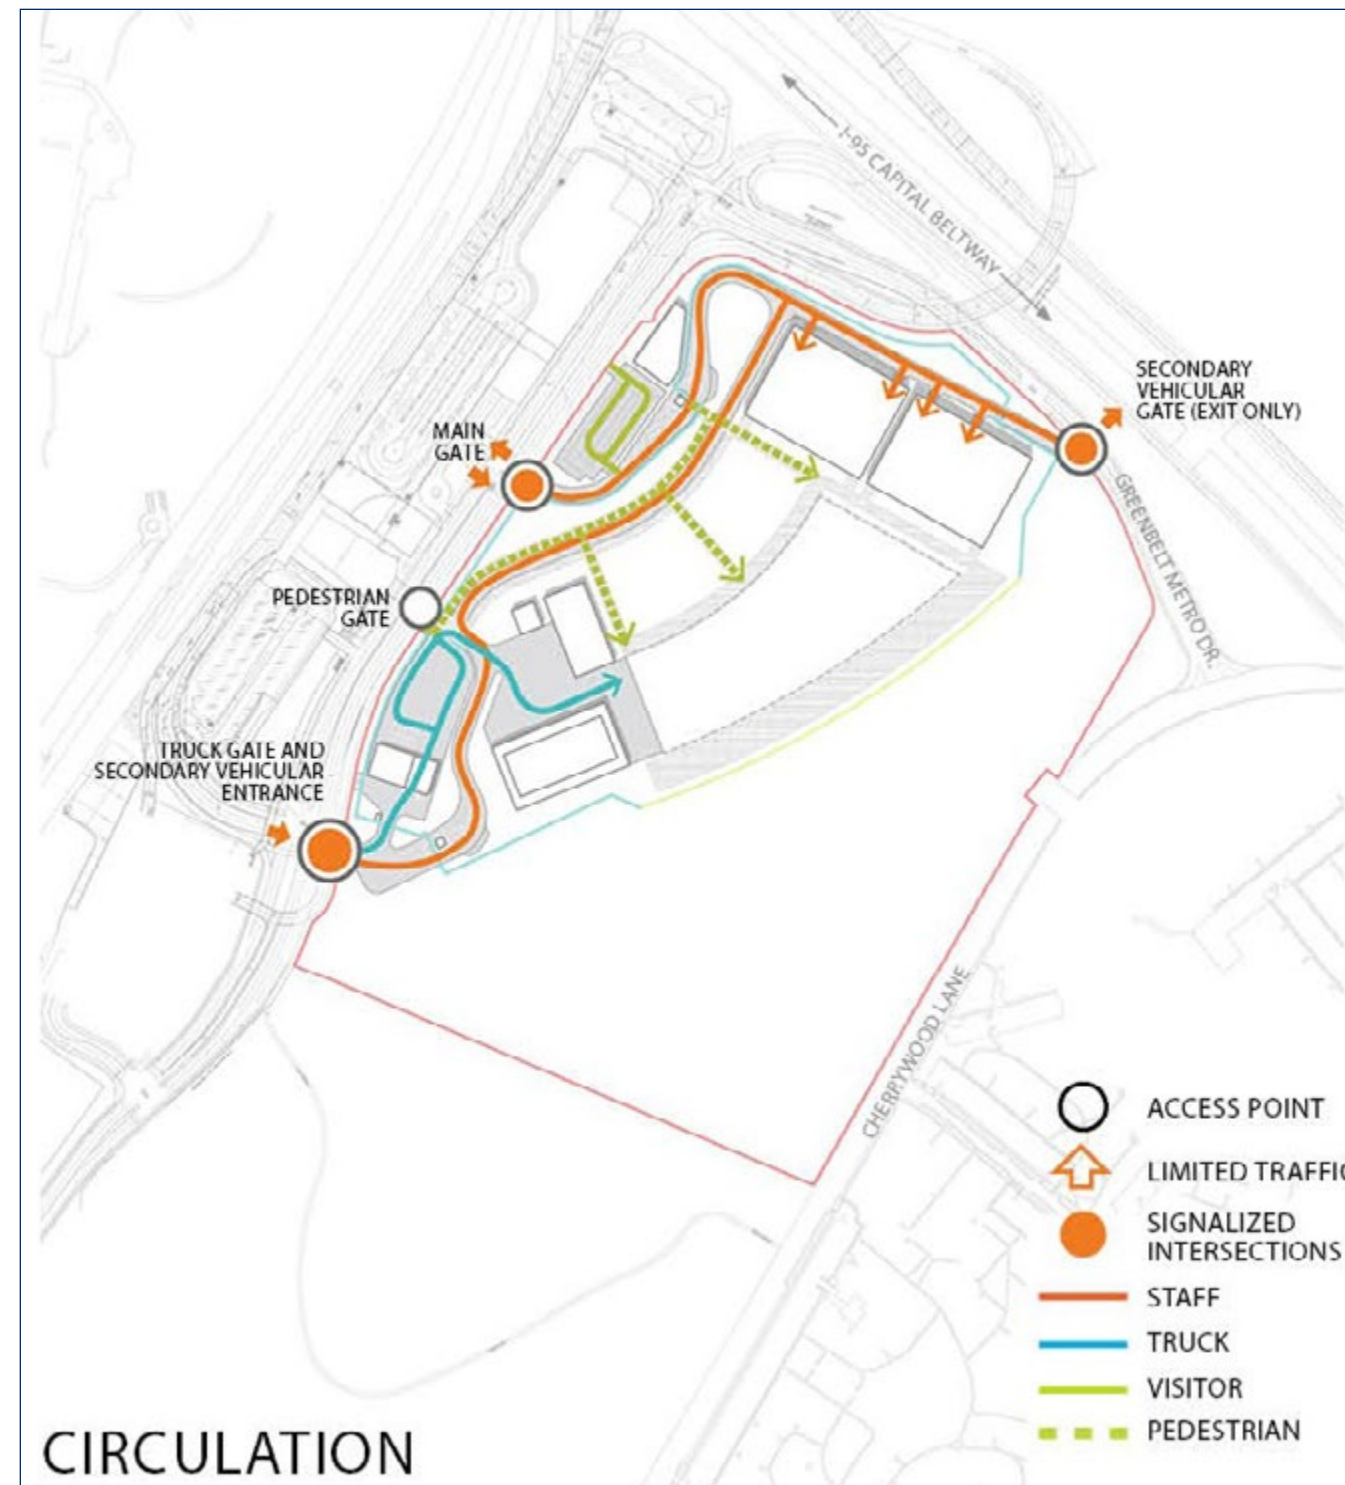 I-95 CAPITAL BELTWAY
SECONDARY
VEHICULAR
GATE (EXIT ONLY)
MAIN
GATE
GREENBELT METRO DR.
PEDESTRIAN
GATE
TRUCK GATE AND
SECONDARY VEHICULAR
ENTRANCE
CHERRYWOOD LANE
ACCESS POINT
LIMITED TRAFFIC
SIGNALIZED
INTERSECTIONS
STAFF
TRUCK
VISITOR
PEDESTRIAN
CIRCULATION